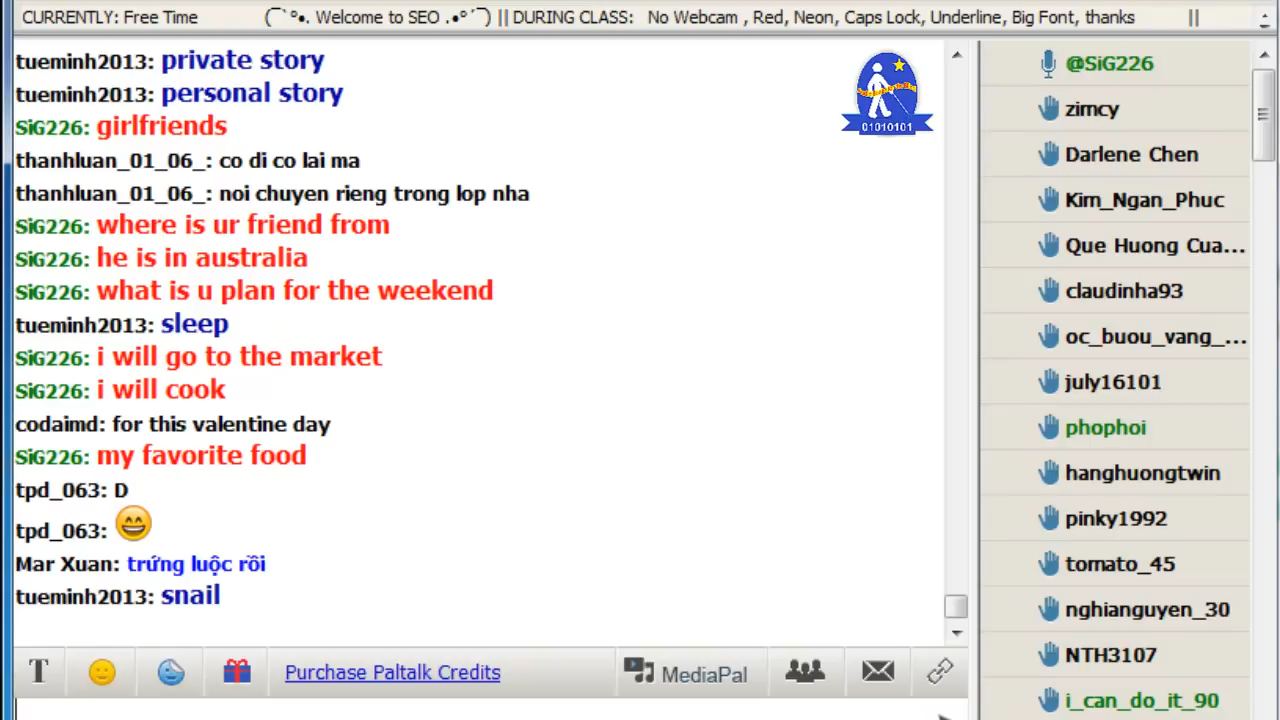 CURRENTLY: Free Time (¯`°•. Welcome to SEO .•°´¯) || DURING CLASS: No Webcam , Red, Neon, Caps Lock, Underline, Big Font, thanks ||
tueminh2013: private story
tueminh2013: personal story
SiG226: girlfriends
thanhluan_01_06_: co di co lai ma
thanhluan_01_06_: noi chuyen rieng trong lop nha
SiG226: where is ur friend from
SiG226: he is in australia
SiG226: what is u plan for the weekend
tueminh2013: sleep
SiG226: i will go to the market
SiG226: i will cook
codaimd: for this valentine day
SiG226: my favorite food
tpd_063: D
tpd_063: 😄
Mar Xuan: trứng luộc rồi
tueminh2013: snail
01010101
@SiG226
zimcy
Darlene Chen
Kim_Ngan_Phuc
Que Huong Cua...
claudinha93
oc_buou_vang_...
july16101
phophoi
hanghuongtwin
pinky1992
tomato_45
nghianguyen_30
NTH3107
i_can_do_it_90
T
Purchase Paltalk Credits
MediaPal